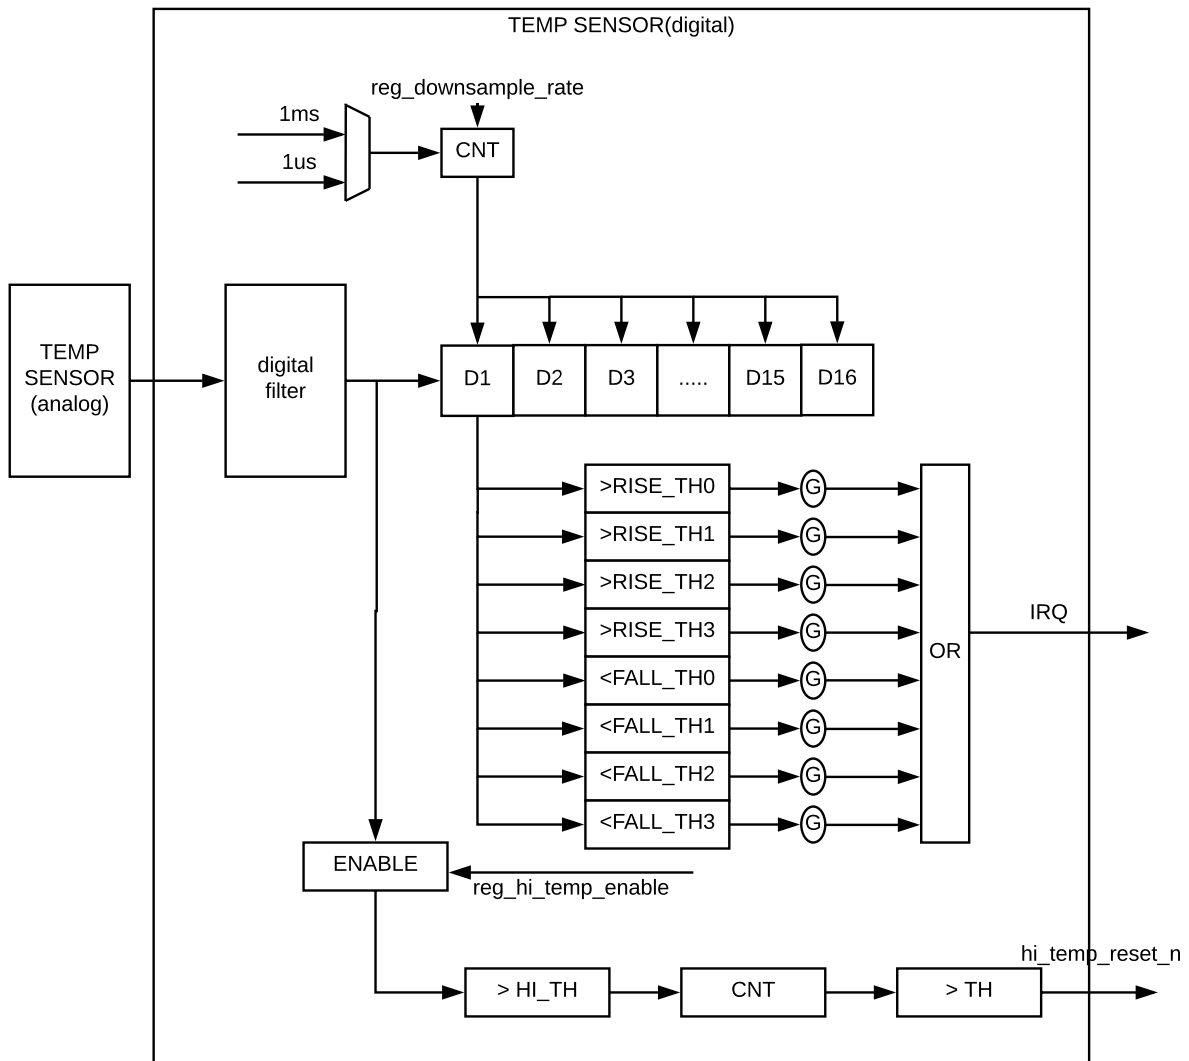 TEMP SENSOR(digital)
reg_downsample_rate
1ms
1us
CNT
TEMP
SENSOR
(analog)
digital
filter
D1
D2
D3
.....
D15
D16
>RISE_TH0
G
>RISE_TH1
G
>RISE_TH2
G
>RISE_TH3
G
<FALL_TH0
G
<FALL_TH1
G
<FALL_TH2
G
<FALL_TH3
G
OR
IRQ
ENABLE
reg_hi_temp_enable
hi_temp_reset_n
> HI_TH
CNT
> TH